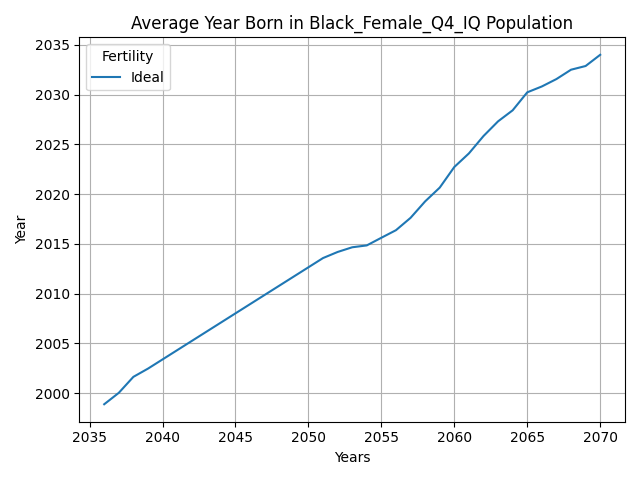 Average Year Born in Black_Female_Q4_IQ Population
Fertility
Ideal
Year
2035
2030
2025
2020
2015
2010
2005
2000
2035 2040 2045 2050 2055 2060 2065 2070
Years